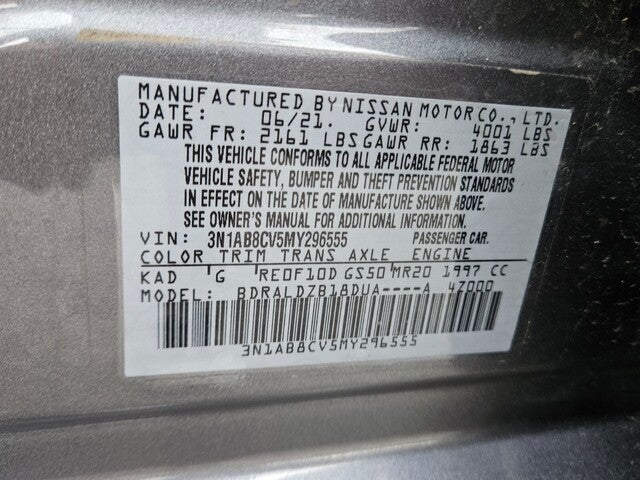 MANUFACTURED BY NISSAN MOTOR CO., LTD.
DATE: 06/21. GVWR: 4001 LBS
GAWR FR: 2161 LBS GAWR RR: 1863 LBS
THIS VEHICLE CONFORMS TO ALL APPLICABLE FEDERAL MOTOR
VEHICLE SAFETY, BUMPER AND THEFT PREVENTION STANDARDS
IN EFFECT ON THE DATE OF MANUFACTURE SHOWN ABOVE.
SEE OWNER'S MANUAL FOR ADDITIONAL INFORMATION.
VIN: 3N1AB8CV5MY296555 PASSENGER CAR.
COLOR TRIM TRANS AXLE ENGINE
KAD 'G 'RE0F10D GS50'MR20 1997 CC
MODEL: BDRALDZB18DUA----A 4Z000
3N1AB8CV5MY296555